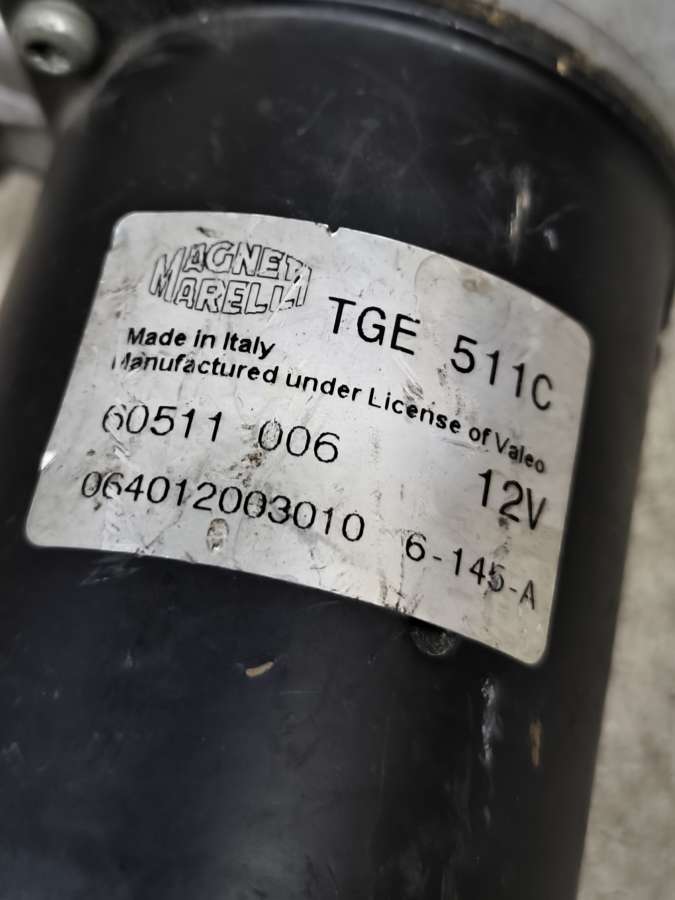 MAGNETI
MARELLI
TGE 511C
Made in Italy
Manufactured under License of Valeo
60511 006
12V
064012003010
6-145-A